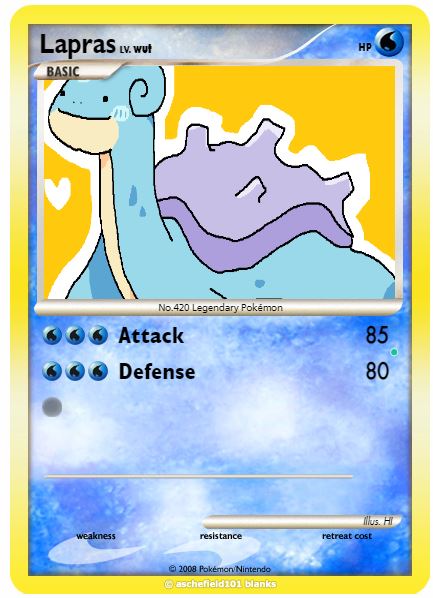 Lapras LV. wut HP
BASIC
No.420 Legendary Pokémon
Attack 85
Defense 80
Illus. HI
weakness resistance retreat cost
© 2008 Pokémon/Nintendo
© aschefield101 blanks